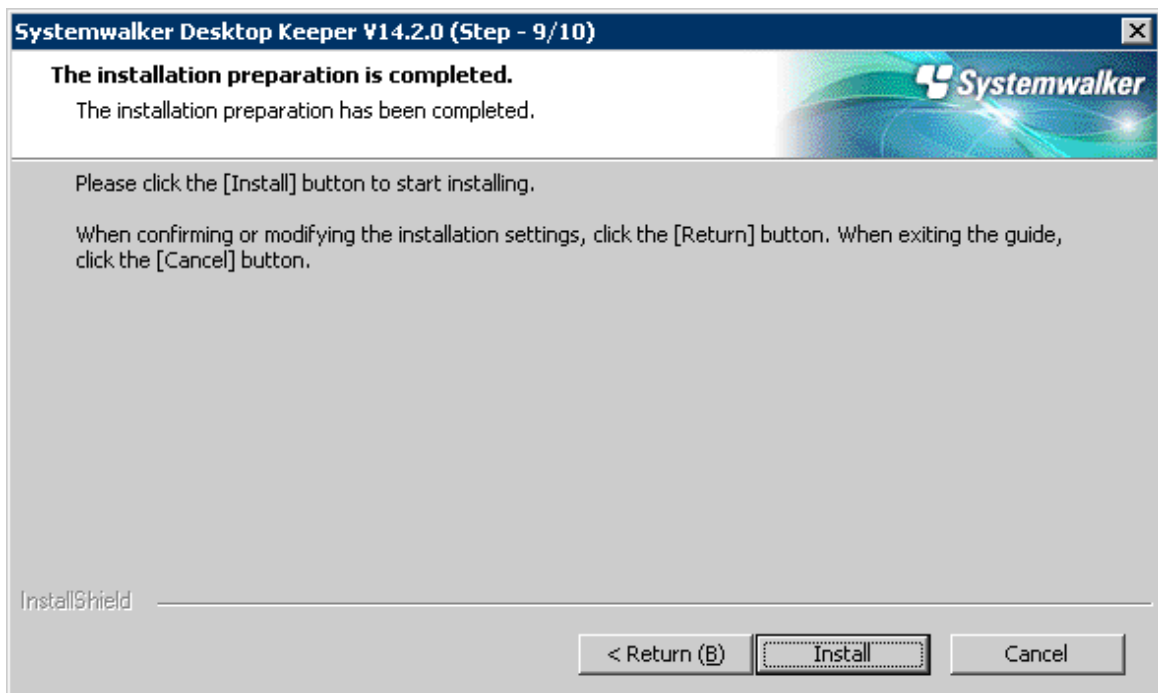 Systemwalker Desktop Keeper V14.2.0 (Step - 9/10)
The installation preparation is completed.
The installation preparation has been completed.
Systemwalker
Please click the [Install] button to start installing.
When confirming or modifying the installation settings, click the [Return] button. When exiting the guide,
click the [Cancel] button.
InstallShield
< Return (B)
Install
Cancel